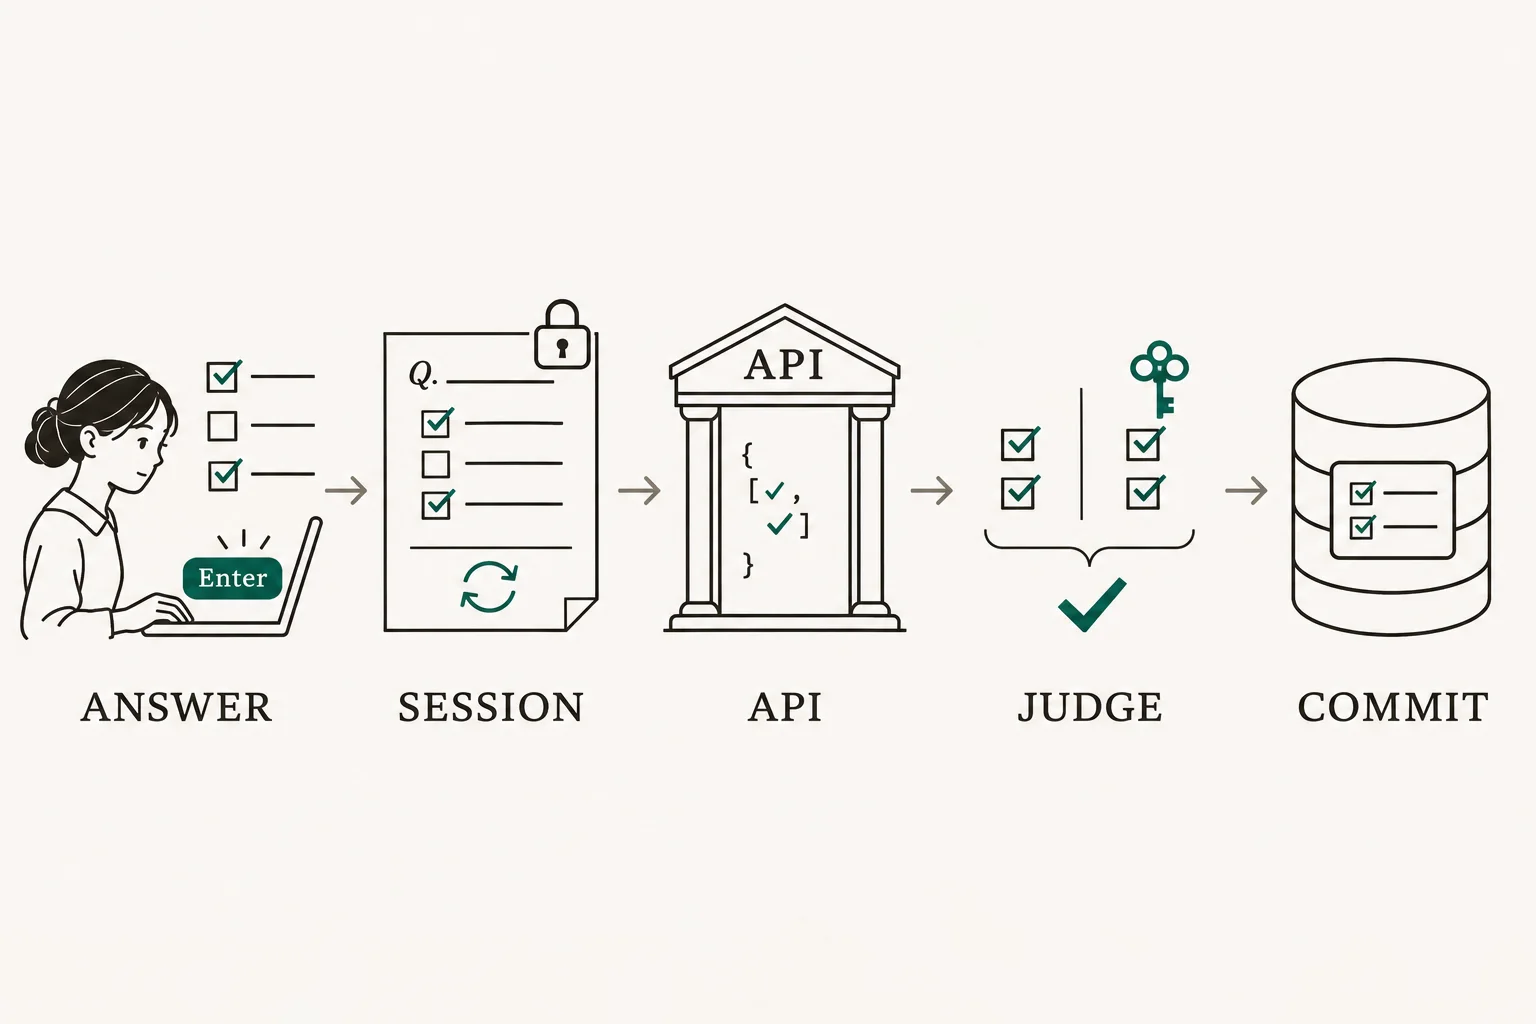 Enter
Q.
API
{
[✓,
✓]
}
ANSWER
SESSION
API
JUDGE
COMMIT